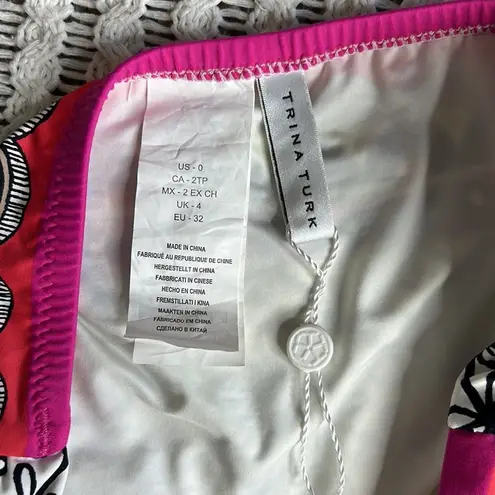 US - 0
CA - 2TP
MX - 2 EX CH
UK - 4
EU - 32
MADE IN CHINA
FABRIQUÉ AU REPUBLIQUE DE CHINE
HERGESTELLT IN CHINA
FABBRICATI IN CINESE
HECHO EN CHINA
FREMSTILLATI I KINA
MAAKTEN IN CHINA
FABRICADO EM CHINA
СДЕЛАНО В КИТАЙ
TRINA TURK